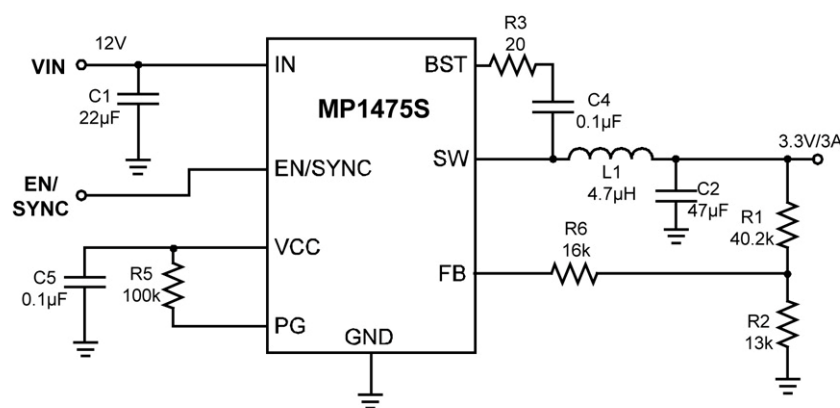 VIN
12V
C1
22µF
IN
BST
MP1475S
R3
20
C4
0.1µF
EN/
SYNC
EN/SYNC
SW
L1
4.7µH
3.3V/3A
C2
47µF
R1
40.2k
C5
0.1µF
R5
100k
VCC
PG
GND
FB
R6
16k
R2
13k